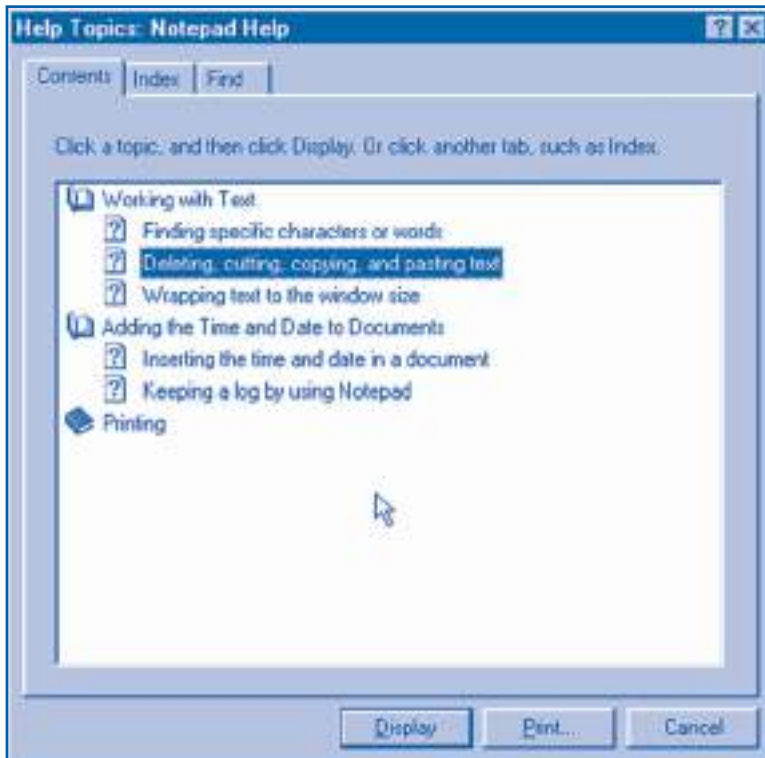 Help Topics: Notepad Help
Contents Index Find
Click a topic, and then click Display. Or click another tab, such as Index.
Working with Text
Finding specific characters or words
Deleting, cutting, copying, and pasting text
Wrapping text to the window size
Adding the Time and Date to Documents
Inserting the time and date in a document
Keeping a log by using Notepad
Printing
Display Print... Cancel